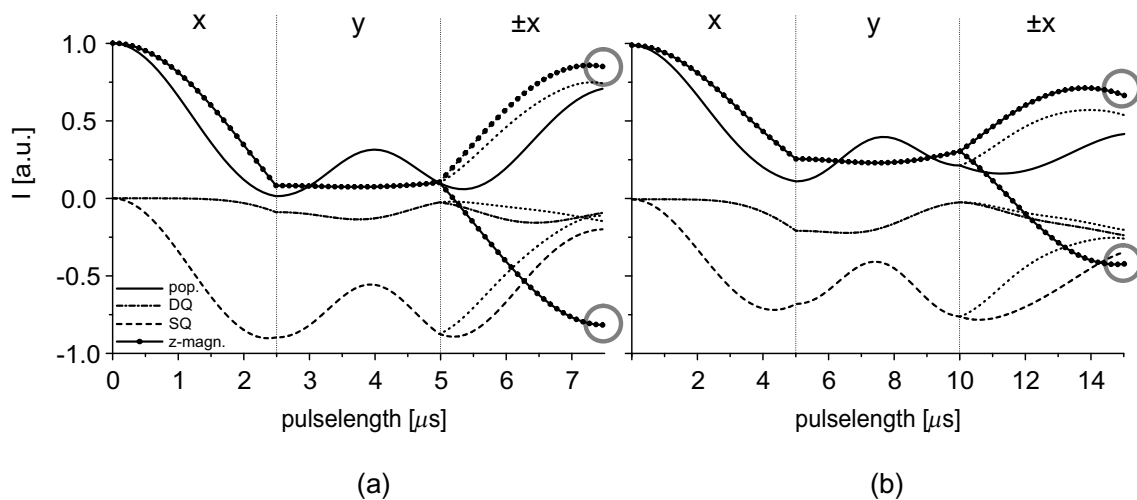 x y ±x x y ±x
1.0
0.5
0.0
-0.5
-1.0
I [a.u.]
pop.
DQ
SQ
z-magn.
0 1 2 3 4 5 6 7 2 4 6 8 10 12 14
pulselength [μs] pulselength [μs]
(a) (b)